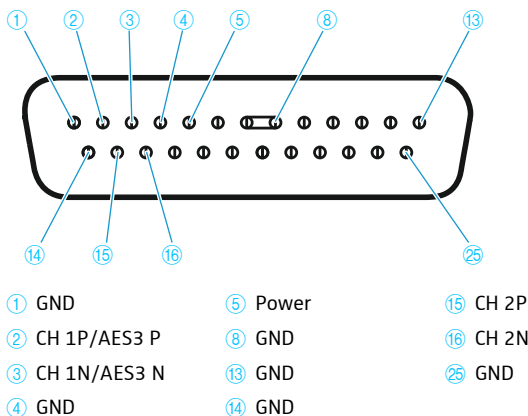 1 2 3 4 5 8 13
14 15 16 25
1 GND 5 Power 15 CH 2P
2 CH 1P/AES3 P 8 GND 16 CH 2N
3 CH 1N/AES3 N 13 GND 25 GND
4 GND 14 GND